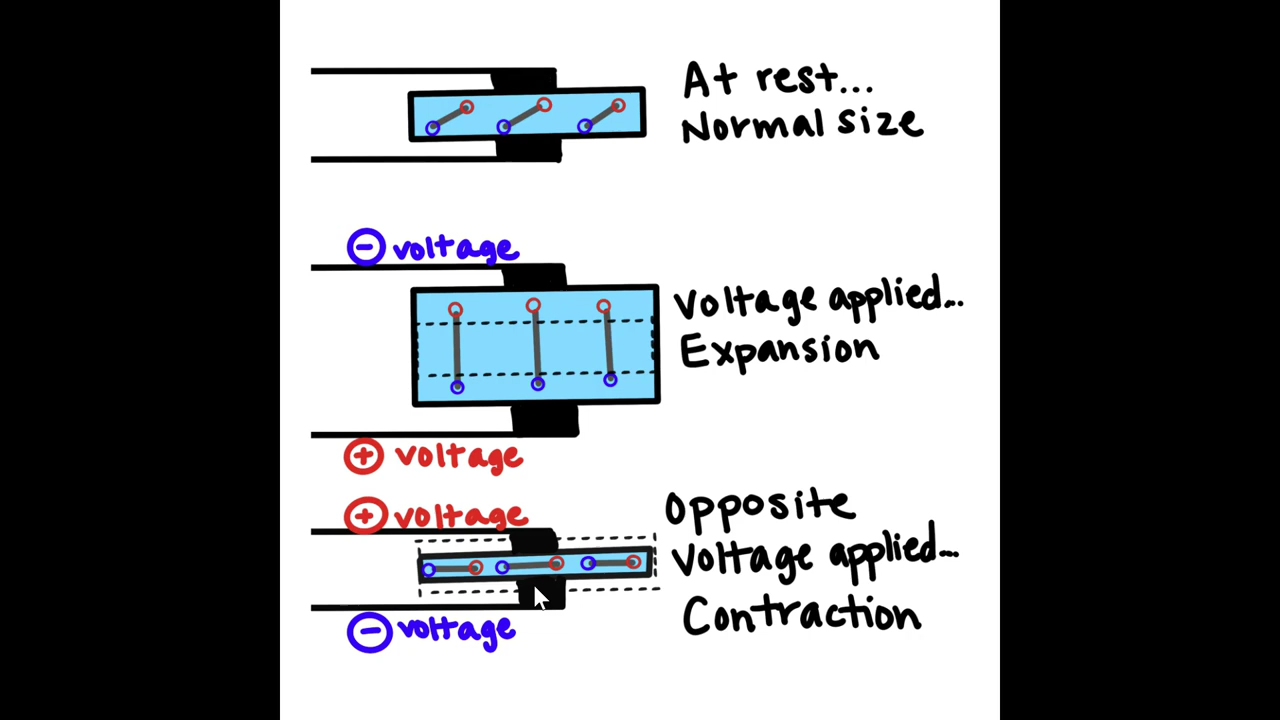 At rest...
Normal size
− voltage
Voltage applied...
Expansion
+ voltage
+ voltage
Opposite
Voltage applied...
Contraction
− voltage